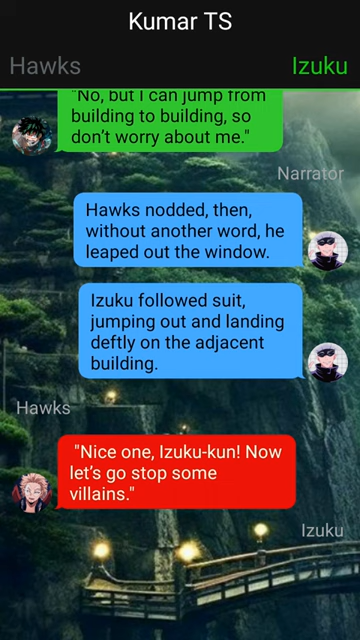 Kumar TS
Hawks
Izuku
"No, but I can jump from
building to building, so
don't worry about me."
Narrator
Hawks nodded, then,
without another word, he
leaped out the window.
Izuku followed suit,
jumping out and landing
deftly on the adjacent
building.
Hawks
"Nice one, Izuku-kun! Now
let's go stop some
villains."
Izuku